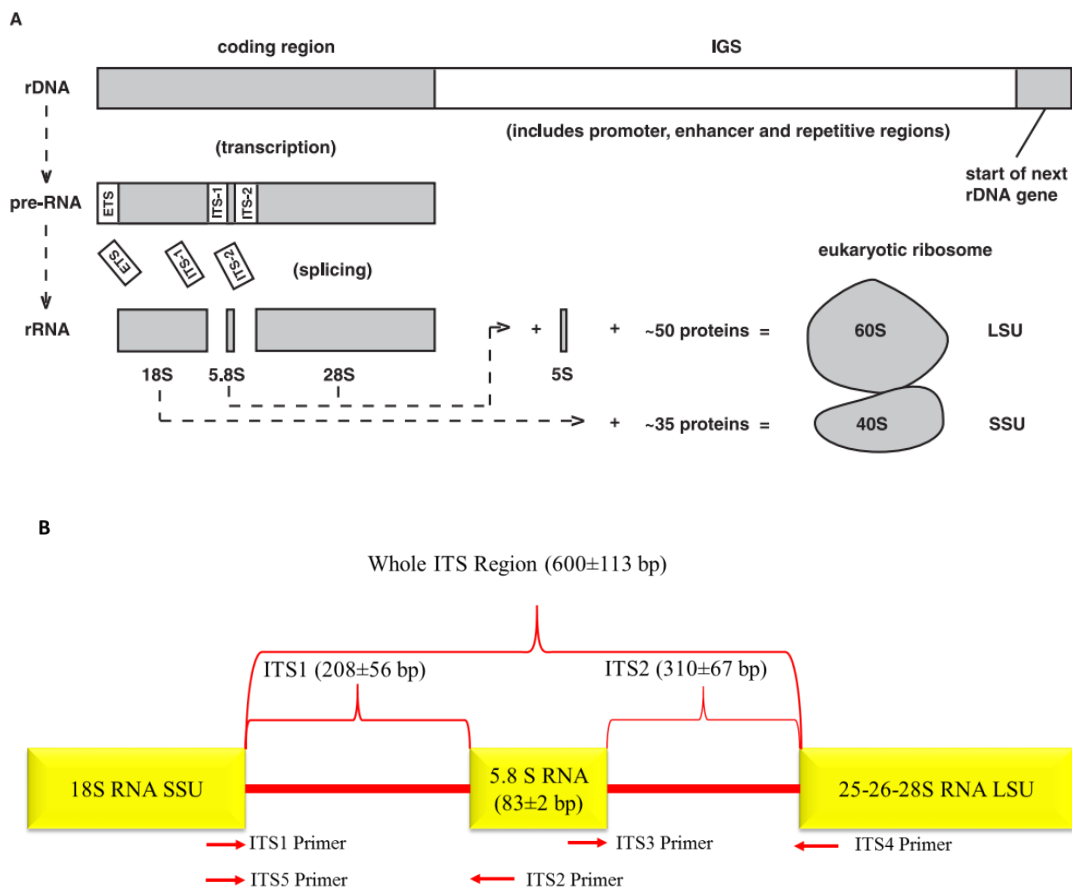 A
coding region
IGS
rDNA
(includes promoter, enhancer and repetitive regions)
(transcription)
start of next
rDNA gene
pre-RNA
ETS
ITS-1
ITS-2
ETS
ITS-1
ITS-2
(splicing)
eukaryotic ribosome
rRNA
+
+
~50 proteins =
60S
LSU
18S
5.8S
28S
5S
+
~35 proteins =
40S
SSU
B
Whole ITS Region (600±113 bp)
ITS1 (208±56 bp)
ITS2 (310±67 bp)
18S RNA SSU
5.8 S RNA
(83±2 bp)
25-26-28S RNA LSU
ITS1 Primer
ITS3 Primer
ITS4 Primer
ITS5 Primer
ITS2 Primer